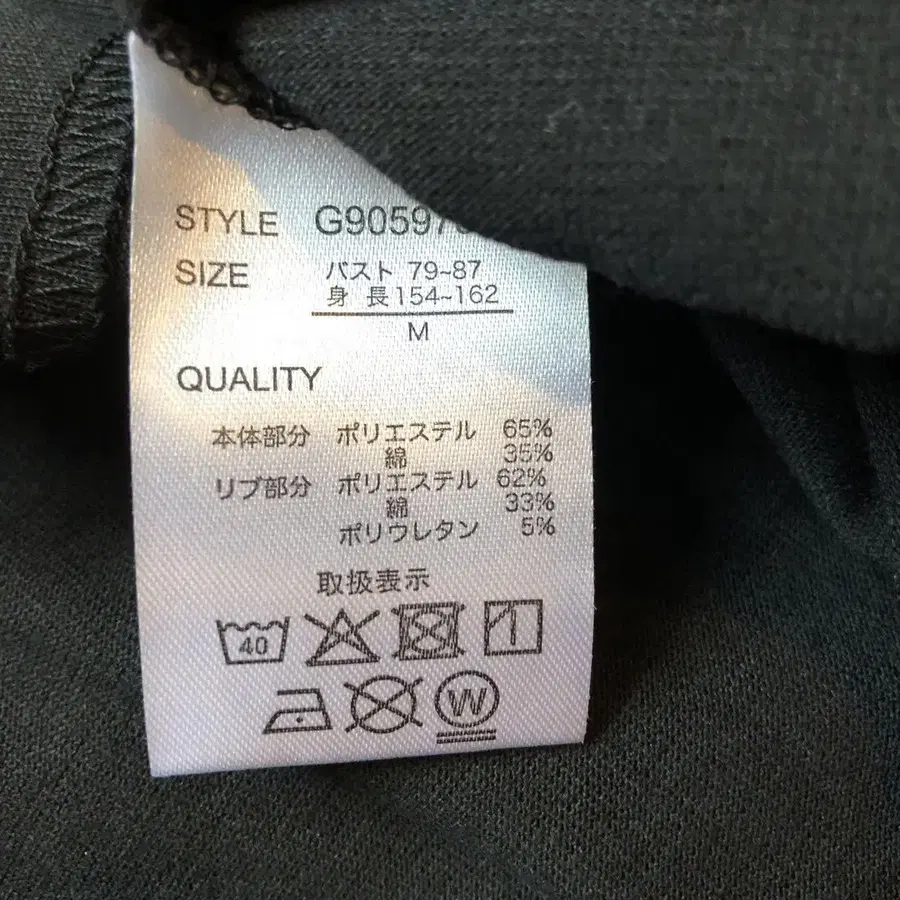 STYLE G9059
SIZE バスト 79~87
身 長154~162
M
QUALITY
本体部分 ポリエステル 65%
綿 35%
リブ部分 ポリエステル 62%
綿 33%
ポリウレタン 5%
取扱表示
40
W